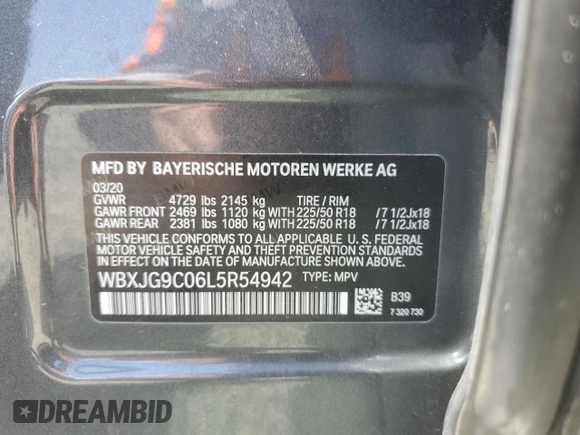 MFD BY BAYERISCHE MOTOREN WERKE AG
03/20
GVWR 4729 lbs 2145 kg TIRE / RIM
GAWR FRONT 2469 lbs 1120 kg WITH 225/50 R18 /7 1/2Jx18
GAWR REAR 2381 lbs 1080 kg WITH 225/50 R18 /7 1/2Jx18
THIS VEHICLE CONFORMS TO ALL APPLICABLE U. S. FEDERAL
MOTOR VEHICLE SAFETY AND THEFT PREVENTION STANDARDS
IN EFFECT ON THE DATE OF MANUFACTURE SHOWN ABOVE.
WBXJG9C06L5R54942 TYPE: MPV
B39
7 320 730
DREAMBID